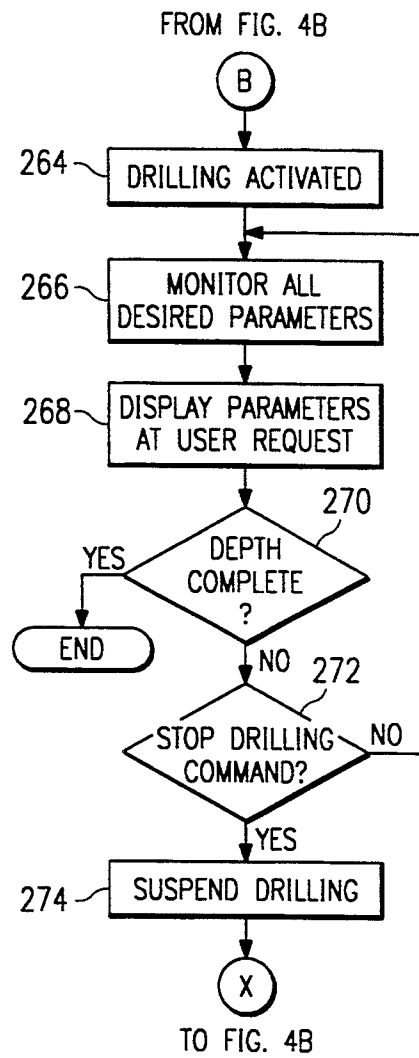 FROM FIG. 4B
B
264
DRILLING ACTIVATED
266
MONITOR ALL
DESIRED PARAMETERS
268
DISPLAY PARAMETERS
AT USER REQUEST
270
YES
DEPTH
COMPLETE
?
END
NO
272
STOP DRILLING
COMMAND?
NO
YES
274
SUSPEND DRILLING
X
TO FIG. 4B